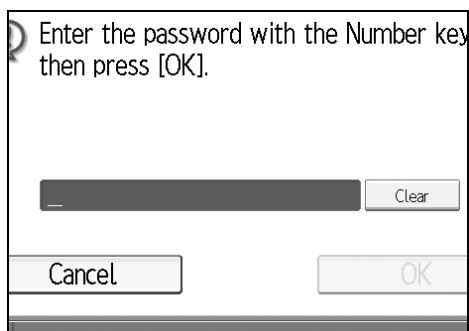 Enter the password with the Number key
then press [OK].
Clear
Cancel
OK